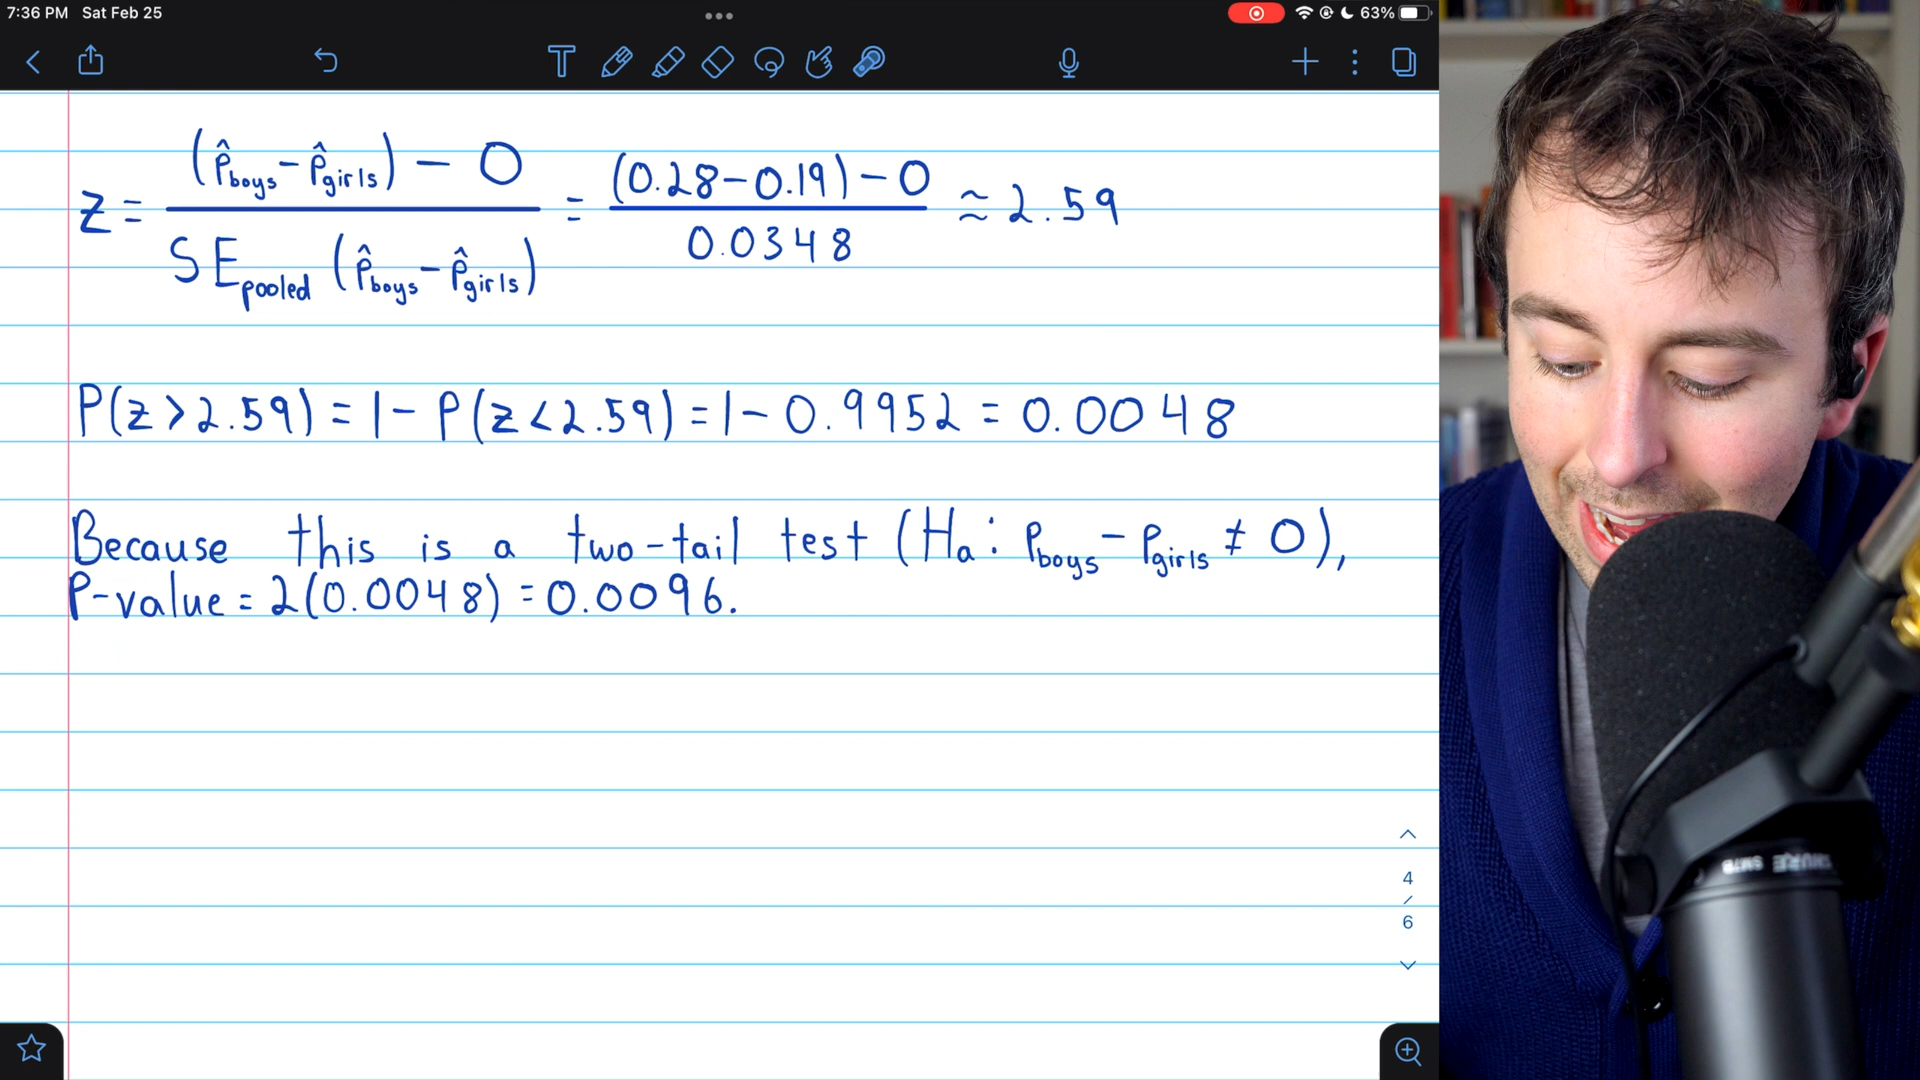 7:36 PM Sat Feb 25
63%
z = (p̂boys - p̂girls) - 0 / SEpooled (p̂boys - p̂girls) = (0.28-0.19) - 0 / 0.0348 ≈ 2.59
P(z > 2.59) = 1 - P(z < 2.59) = 1 - 0.9952 = 0.0048
Because this is a two-tail test (Ha: Pboys - Pgirls ≠ 0),
P-value = 2(0.0048) = 0.0096.
4
/
6
SHURE SM7B